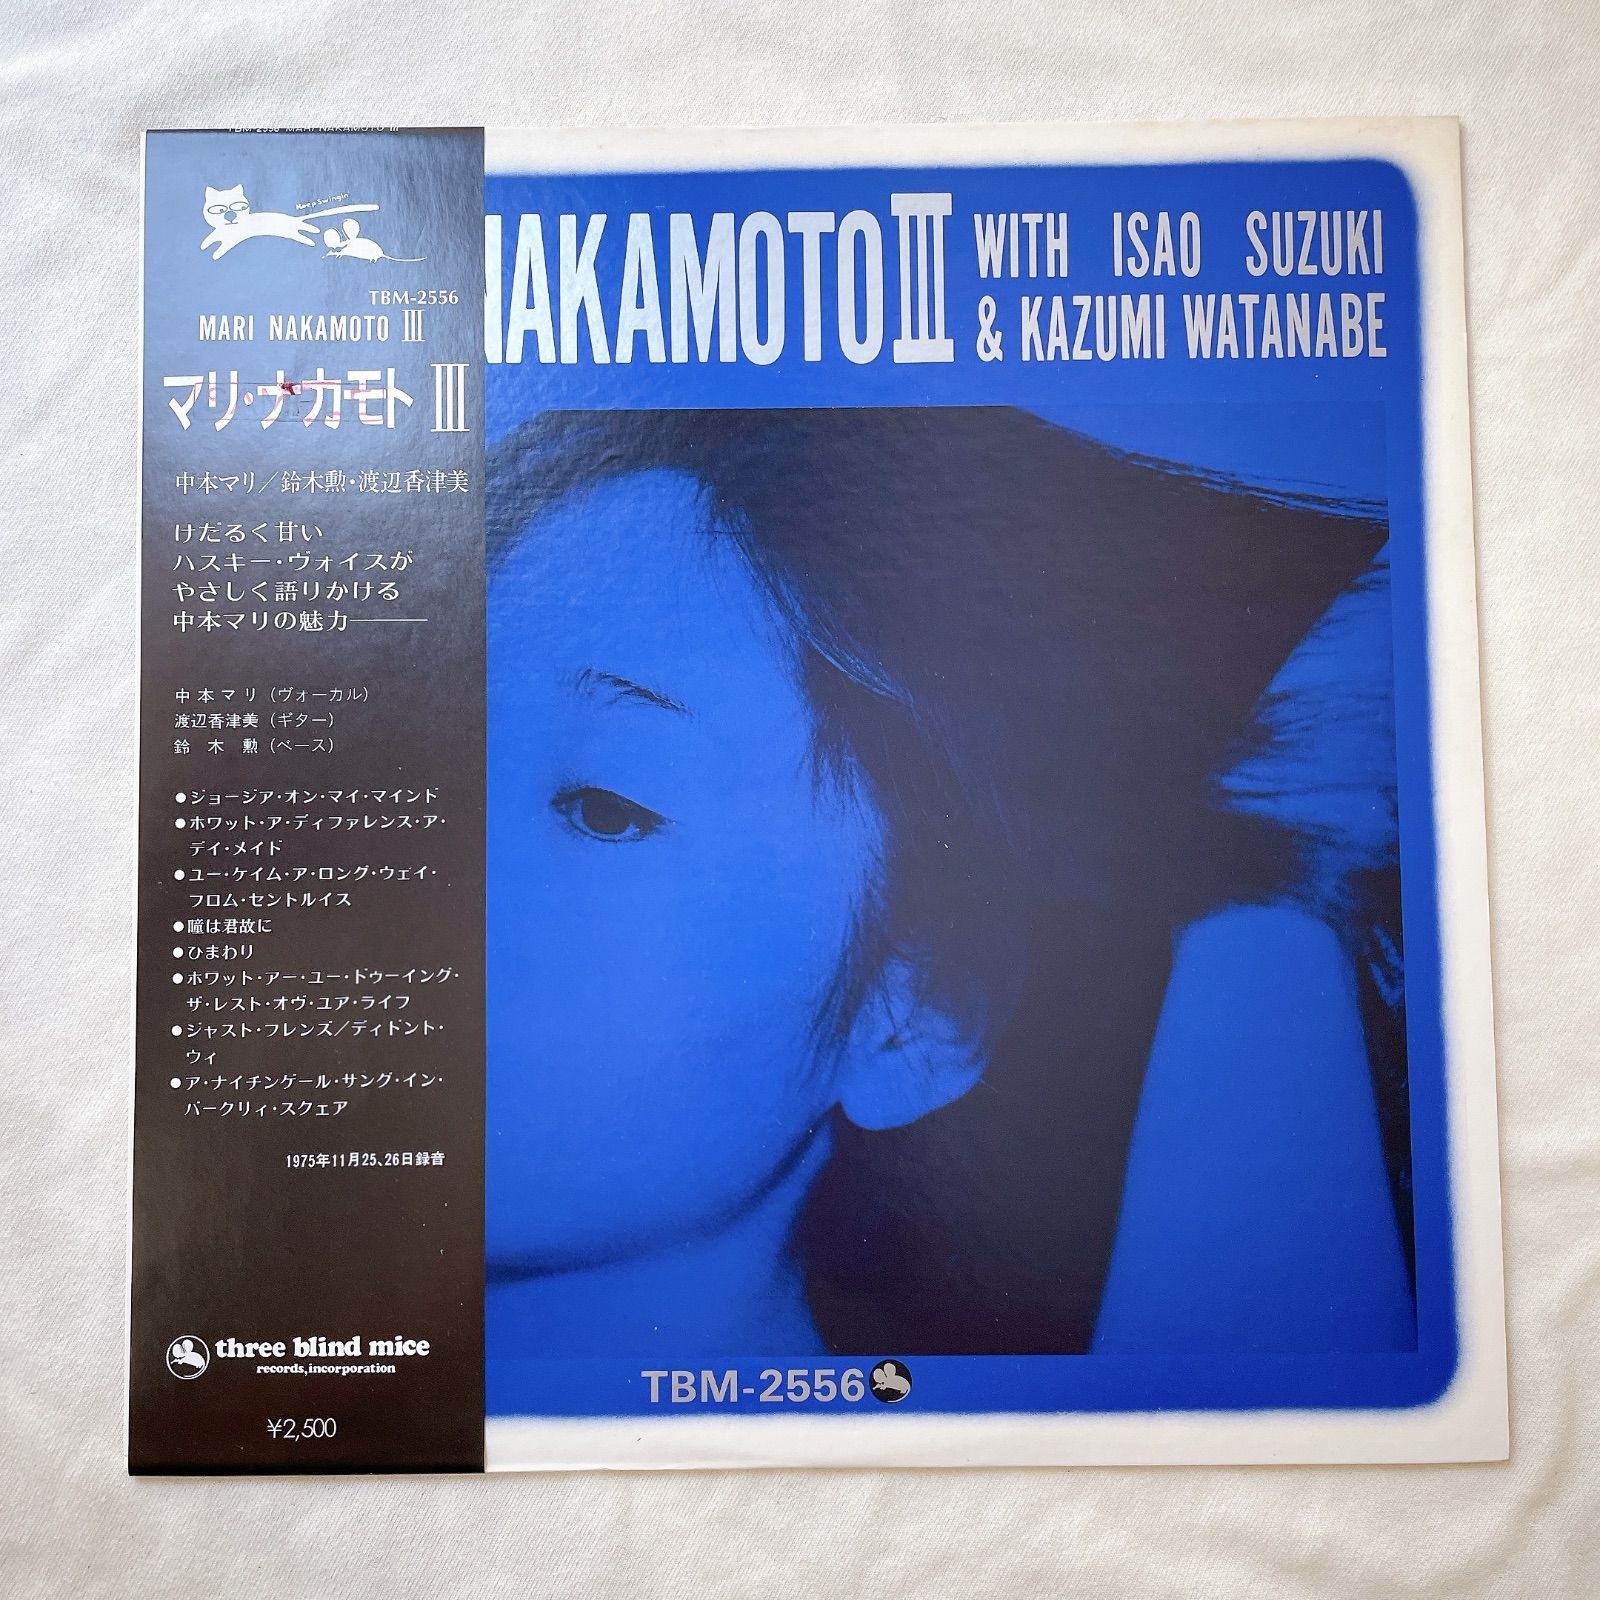 TBM-2556 MARI NAKAMOTO III
Keep Swingin'
TBM-2556
MARI NAKAMOTO III
マリ・ナカモト III
中本マリ/鈴木勲・渡辺香津美
けだるく甘い
ハスキー・ヴォイスが
やさしく語りかける
中本マリの魅力――
中本マリ(ヴォーカル)
渡辺香津美(ギター)
鈴木勲(ベース)
●ジョージア・オン・マイ・マインド
●ホワット・ア・ディファレンス・ア・
デイ・メイド
●ユー・ケイム・ア・ロング・ウェイ・
フロム・セントルイス
●瞳は君故に
●ひまわり
●ホワット・アー・ユー・ドゥーイング・
ザ・レスト・オヴ・ユア・ライフ
●ジャスト・フレンズ/ディドント・
ウィ
●ア・ナイチンゲール・サング・イン・
バークリィ・スクェア
1975年11月25、26日録音
three blind mice
records, incorporation
¥2,500
NAKAMOTO III
WITH ISAO SUZUKI
& KAZUMI WATANABE
TBM-2556